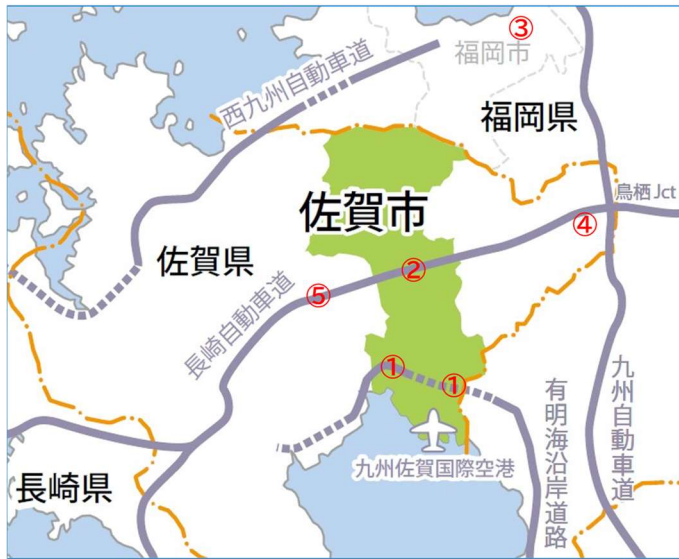 ③
福岡市
西九州自動車道
福岡県
鳥栖Jct
佐賀市
④
佐賀県
②
⑤
長崎自動車道
①
①
九州自動車道
有明海沿岸道路
九州佐賀国際空港
長崎県